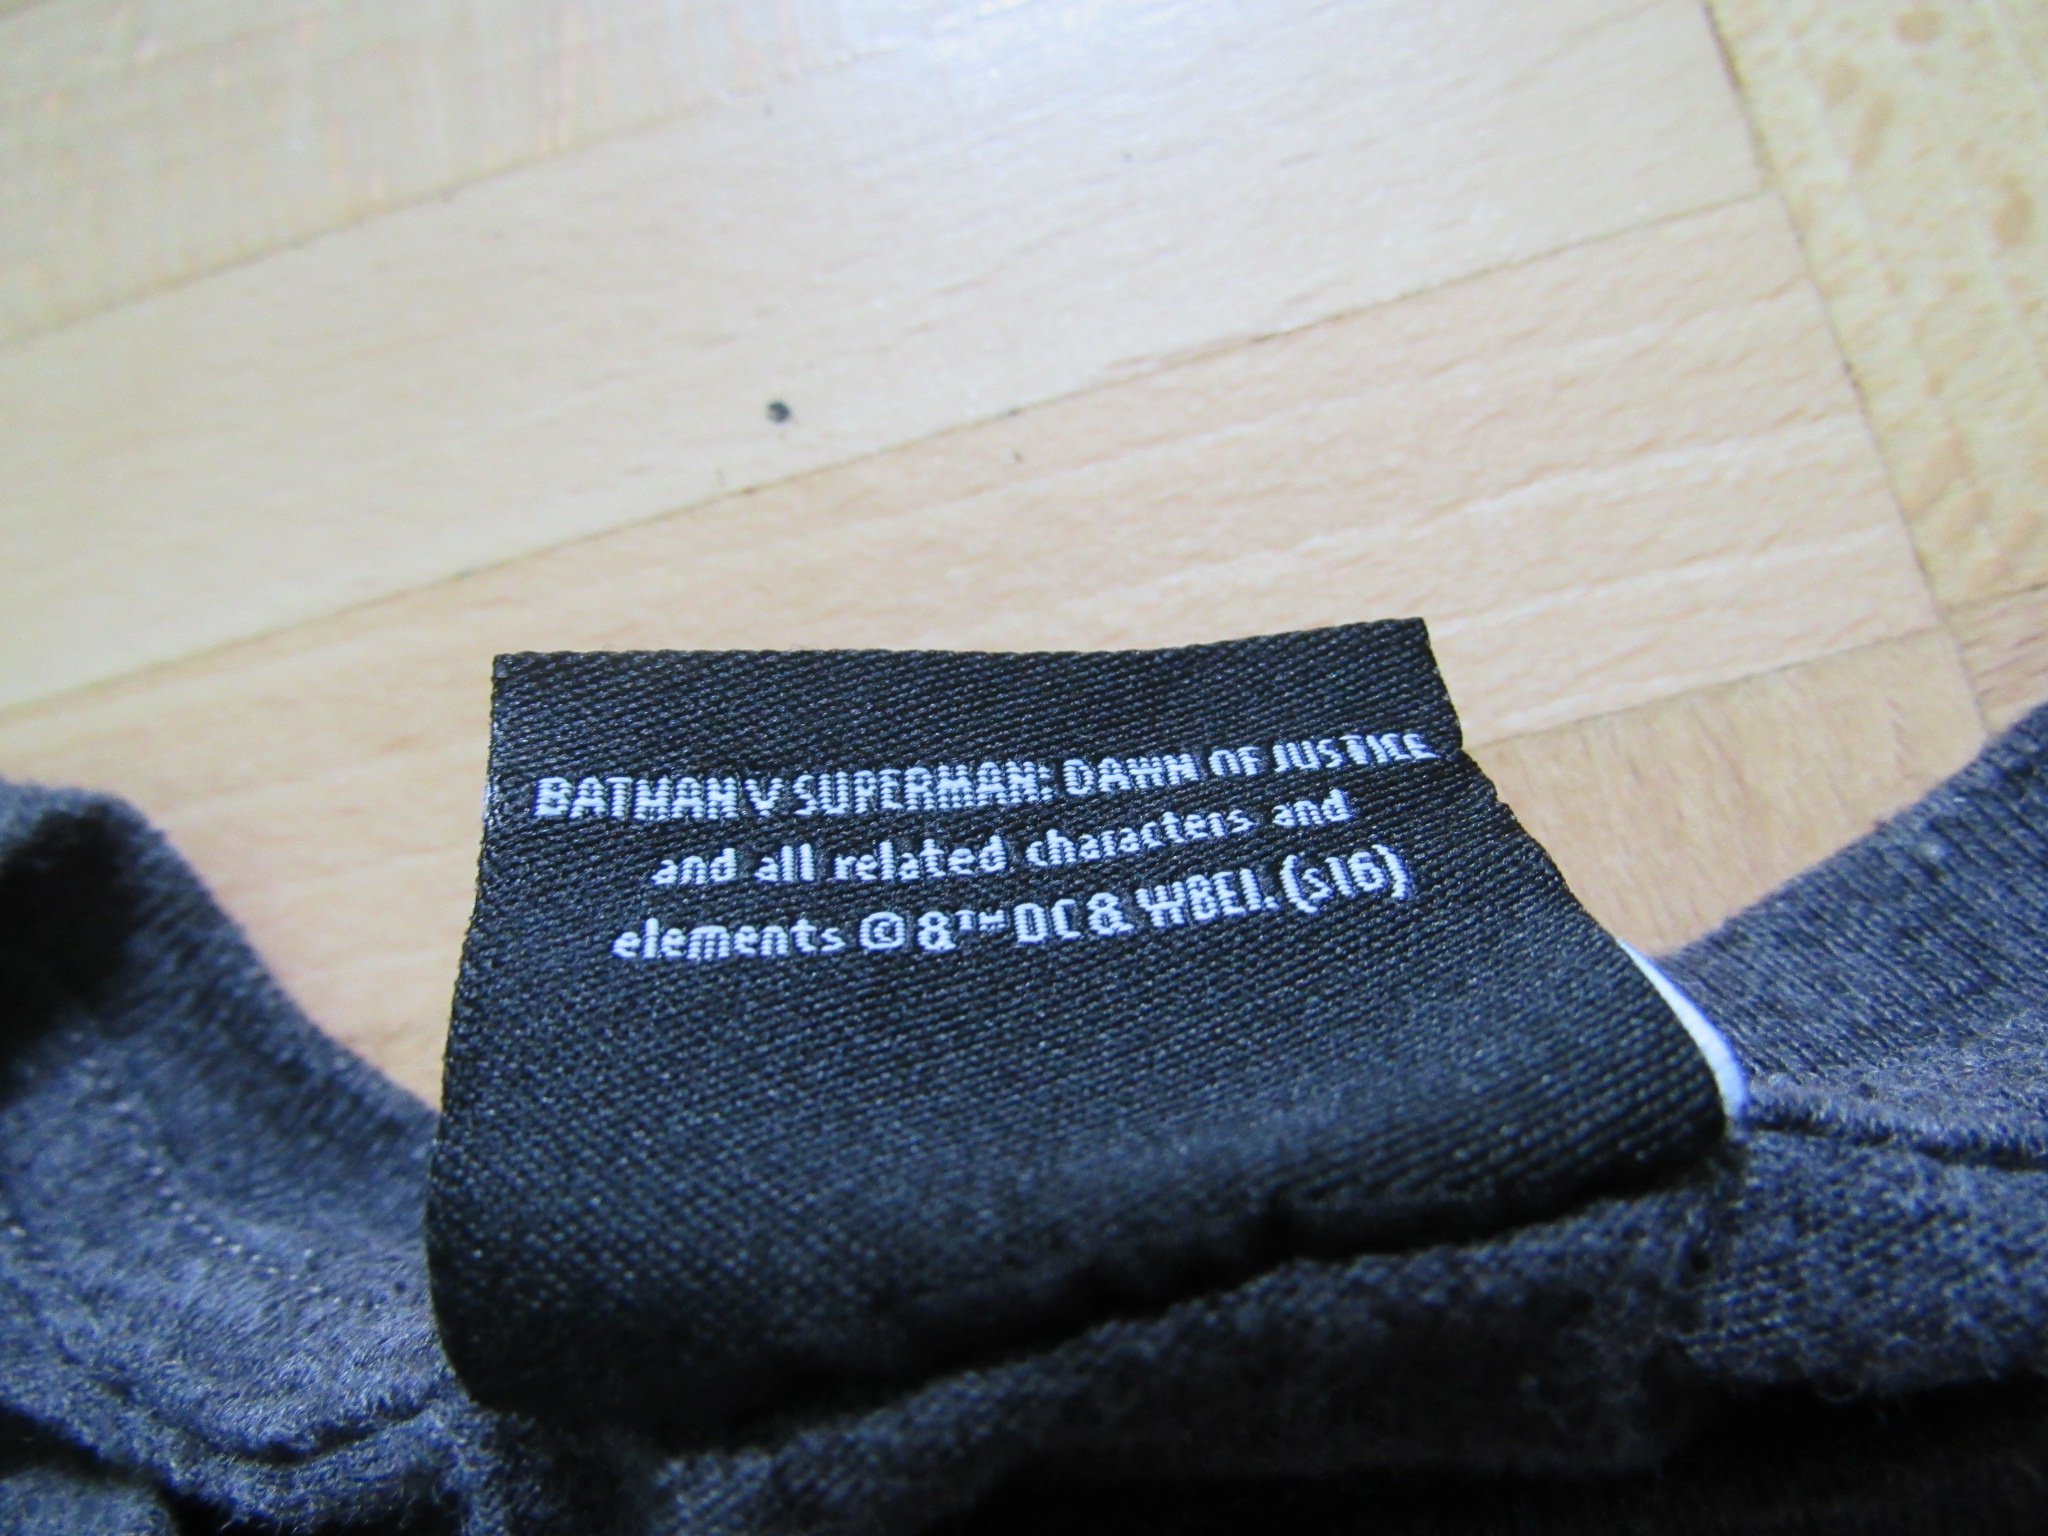 BATMAN V SUPERMAN: DAWN OF JUSTICE
and all related characters and
elements © & ™ DC & WBEI. (s16)